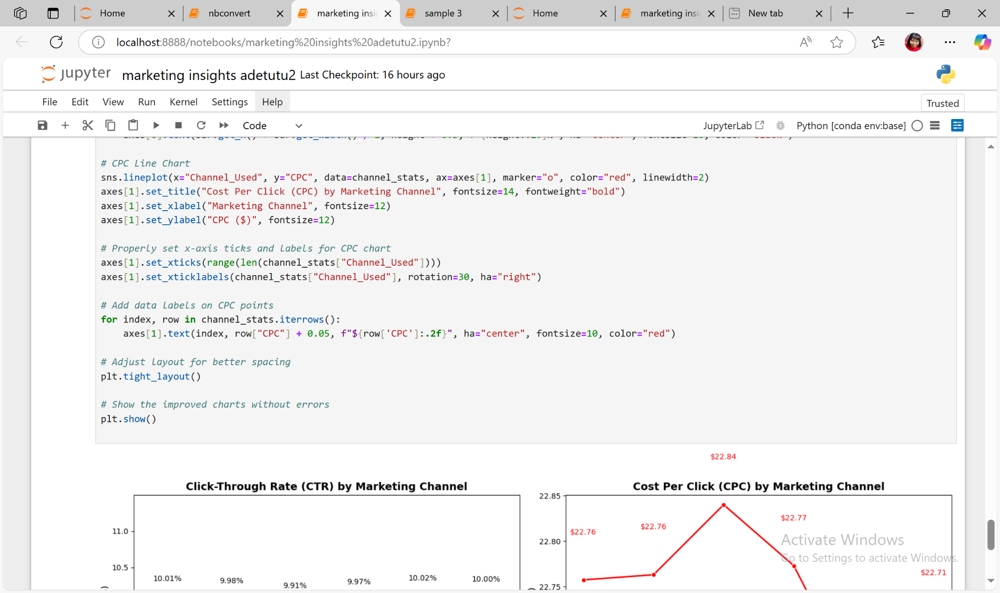 Home
nbconvert
marketing insi
sample 3
Home
marketing insi
New tab
localhost:8888/notebooks/marketing%20insights%20adetutu2.ipynb?
jupyter marketing insights adetutu2 Last Checkpoint: 16 hours ago
File Edit View Run Kernel Settings Help
Trusted
Code
JupyterLab
Python [conda env:base]
# CPC Line Chart
sns.lineplot(x="Channel_Used", y="CPC", data=channel_stats, ax=axes[1], marker="o", color="red", linewidth=2)
axes[1].set_title("Cost Per Click (CPC) by Marketing Channel", fontsize=14, fontweight="bold")
axes[1].set_xlabel("Marketing Channel", fontsize=12)
axes[1].set_ylabel("CPC ($)", fontsize=12)
# Properly set x-axis ticks and labels for CPC chart
axes[1].set_xticks(range(len(channel_stats["Channel_Used"])))
axes[1].set_xticklabels(channel_stats["Channel_Used"], rotation=30, ha="right")
# Add data labels on CPC points
for index, row in channel_stats.iterrows():
    axes[1].text(index, row["CPC"] + 0.05, f"${row['CPC']:.2f}", ha="center", fontsize=10, color="red")
# Adjust layout for better spacing
plt.tight_layout()
# Show the improved charts without errors
plt.show()
$22.84
Click-Through Rate (CTR) by Marketing Channel
11.0
10.5
10.01%
9.98%
9.91%
9.97%
10.02%
10.00%
Cost Per Click (CPC) by Marketing Channel
22.85
22.80
22.75
$22.76
$22.76
$22.77
$22.71
Activate Windows
Go to Settings to activate Windows.